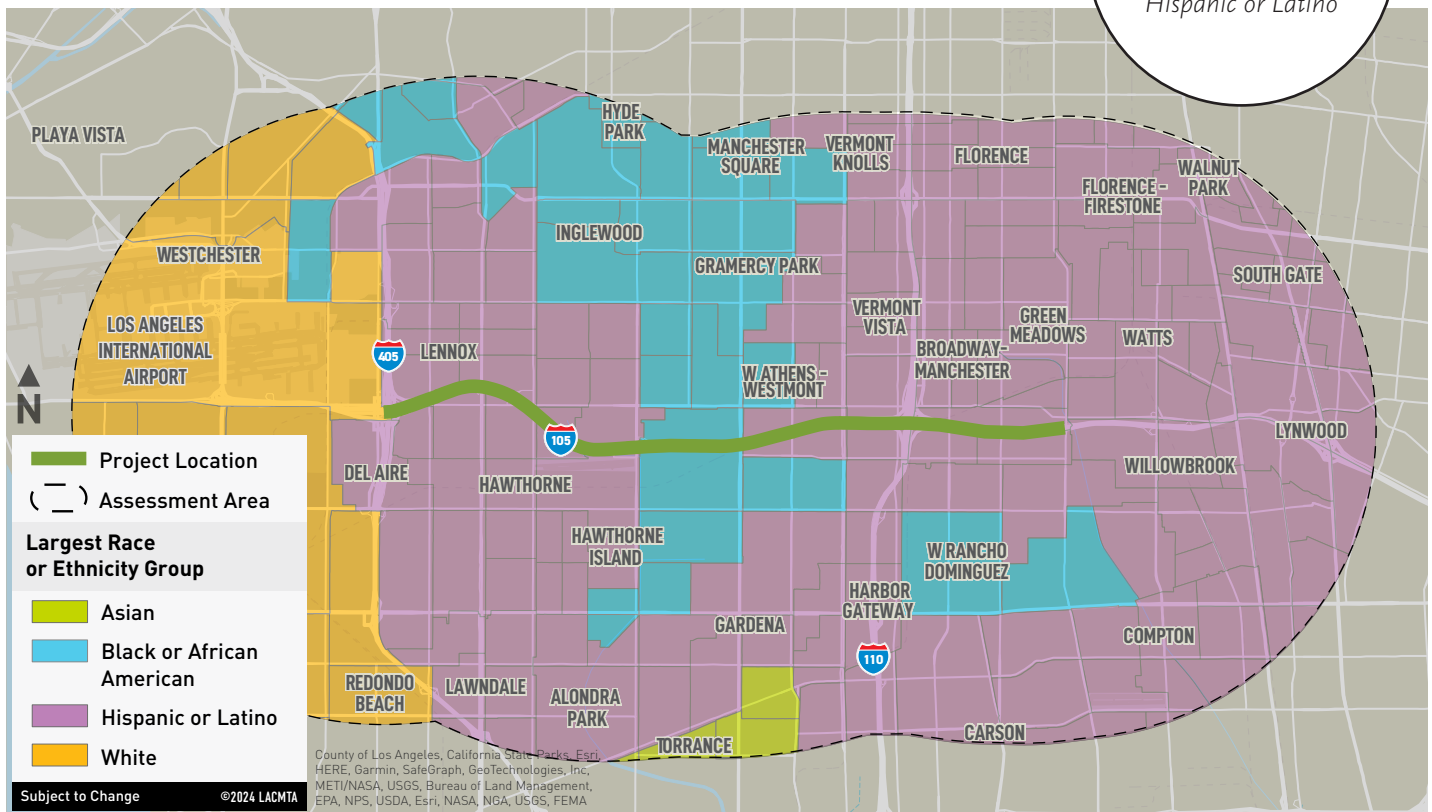 Hispanic or Latino
PLAYA VISTA
HYDE
PARK
MANCHESTER
SQUARE
VERMONT
KNOLLS
FLORENCE
WALNUT
PARK
FLORENCE -
FIRESTONE
WESTCHESTER
INGLEWOOD
GRAMERCY PARK
SOUTH GATE
LOS ANGELES
INTERNATIONAL
AIRPORT
VERMONT
VISTA
GREEN
MEADOWS
WATTS
405
LENNOX
BROADWAY-
MANCHESTER
W ATHENS -
WESTMONT
N
105
LYNWOOD
DEL AIRE
HAWTHORNE
WILLOWBROOK
HAWTHORNE
ISLAND
W RANCHO
DOMINGUEZ
HARBOR
GATEWAY
GARDENA
COMPTON
110
REDONDO
BEACH
LAWNDALE
ALONDRA
PARK
TORRANCE
CARSON
Project Location
Assessment Area
Largest Race
or Ethnicity Group
Asian
Black or African
American
Hispanic or Latino
White
Subject to Change ©2024 LACMTA
County of Los Angeles, California State Parks, Esri,
HERE, Garmin, SafeGraph, GeoTechnologies, Inc,
METI/NASA, USGS, Bureau of Land Management,
EPA, NPS, USDA, Esri, NASA, NGA, USGS, FEMA